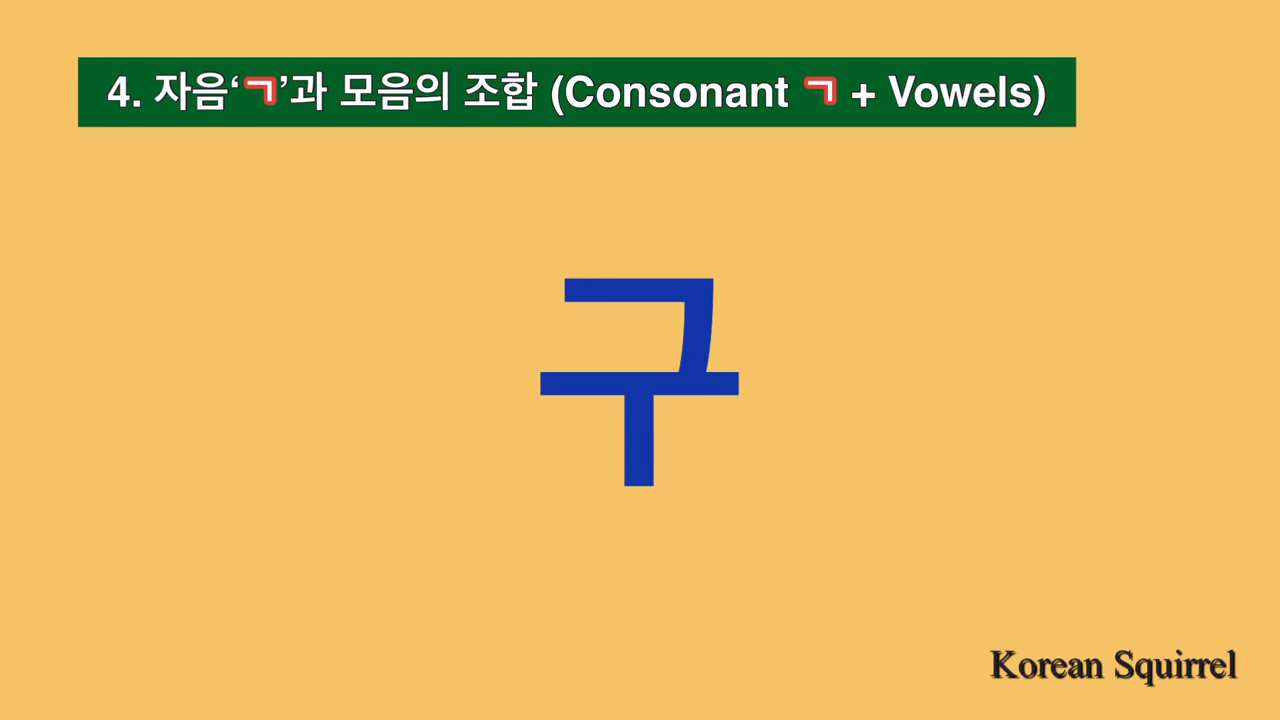 4. 자음‘ㄱ’과 모음의 조합 (Consonant ㄱ + Vowels)
구
Korean Squirrel